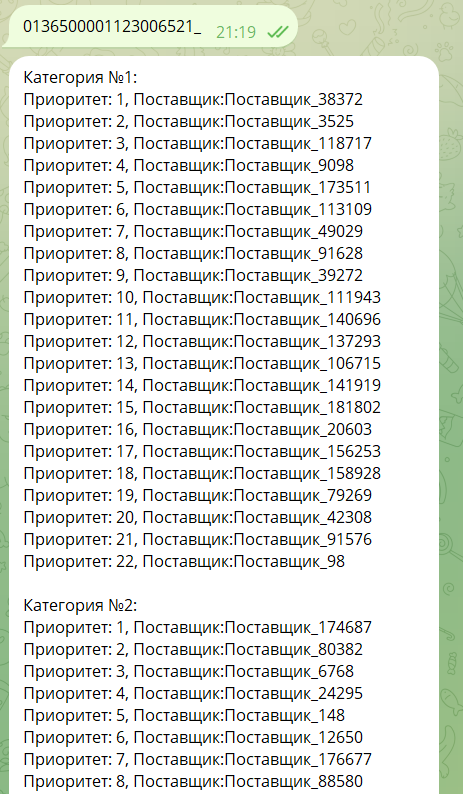 0136500001123006521_
21:19
Категория №1:
Приоритет: 1, Поставщик:Поставщик_38372
Приоритет: 2, Поставщик:Поставщик_3525
Приоритет: 3, Поставщик:Поставщик_118717
Приоритет: 4, Поставщик:Поставщик_9098
Приоритет: 5, Поставщик:Поставщик_173511
Приоритет: 6, Поставщик:Поставщик_113109
Приоритет: 7, Поставщик:Поставщик_49029
Приоритет: 8, Поставщик:Поставщик_91628
Приоритет: 9, Поставщик:Поставщик_39272
Приоритет: 10, Поставщик:Поставщик_111943
Приоритет: 11, Поставщик:Поставщик_140696
Приоритет: 12, Поставщик:Поставщик_137293
Приоритет: 13, Поставщик:Поставщик_106715
Приоритет: 14, Поставщик:Поставщик_141919
Приоритет: 15, Поставщик:Поставщик_181802
Приоритет: 16, Поставщик:Поставщик_20603
Приоритет: 17, Поставщик:Поставщик_156253
Приоритет: 18, Поставщик:Поставщик_158928
Приоритет: 19, Поставщик:Поставщик_79269
Приоритет: 20, Поставщик:Поставщик_42308
Приоритет: 21, Поставщик:Поставщик_91576
Приоритет: 22, Поставщик:Поставщик_98
Категория №2:
Приоритет: 1, Поставщик:Поставщик_174687
Приоритет: 2, Поставщик:Поставщик_80382
Приоритет: 3, Поставщик:Поставщик_6768
Приоритет: 4, Поставщик:Поставщик_24295
Приоритет: 5, Поставщик:Поставщик_148
Приоритет: 6, Поставщик:Поставщик_12650
Приоритет: 7, Поставщик:Поставщик_176677
Приоритет: 8, Поставщик:Поставщик_88580